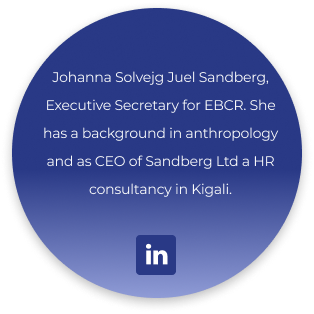 Johanna Solvejg Juel Sandberg,
Executive Secretary for EBCR. She
has a background in anthropology
and as CEO of Sandberg Ltd a HR
consultancy in Kigali.
in